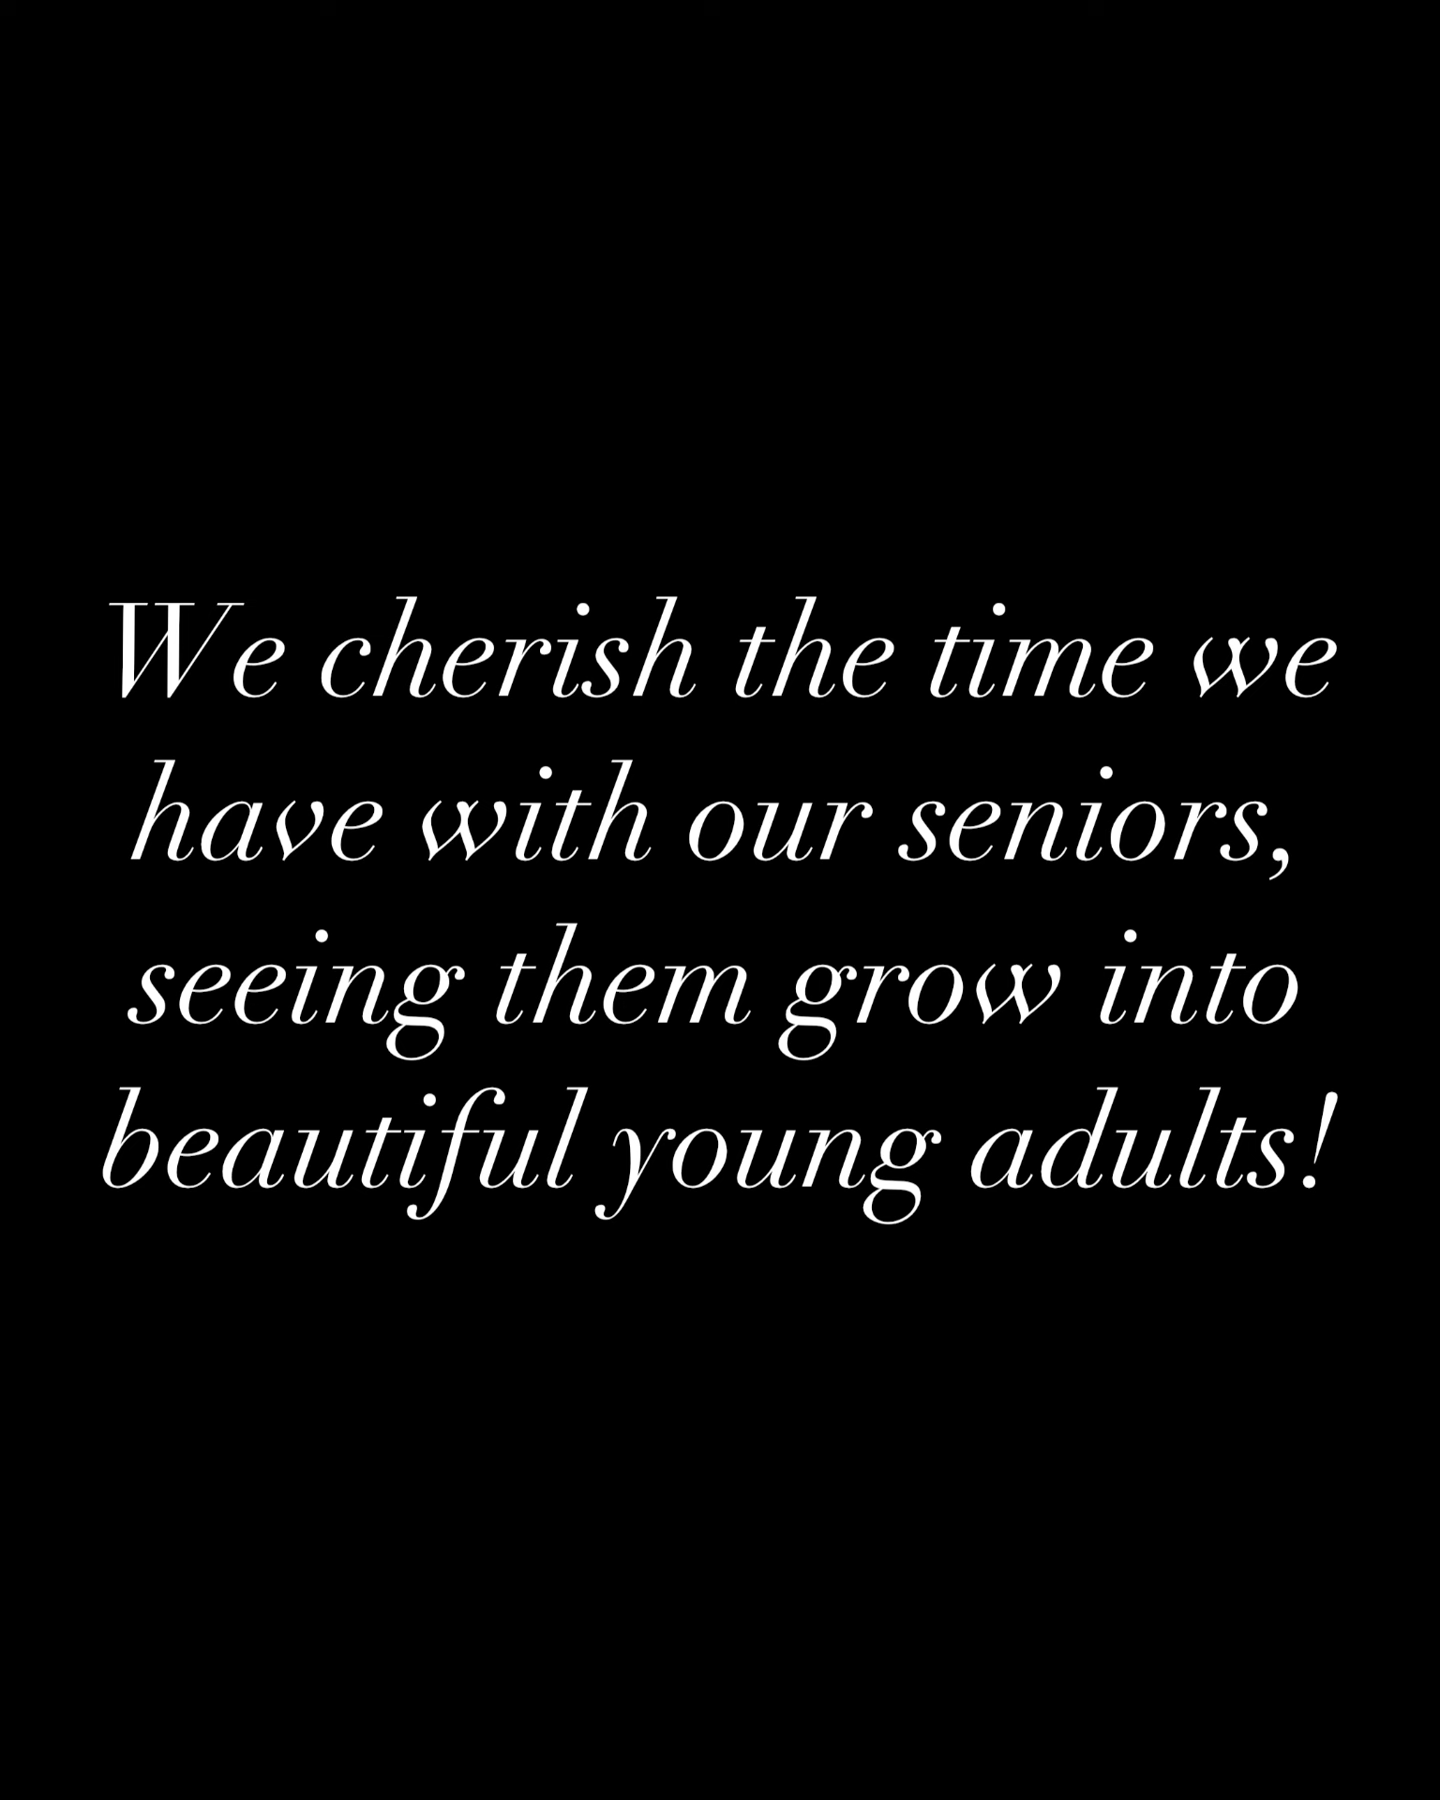 We cherish the time we
have with our seniors,
seeing them grow into
beautiful young adults!